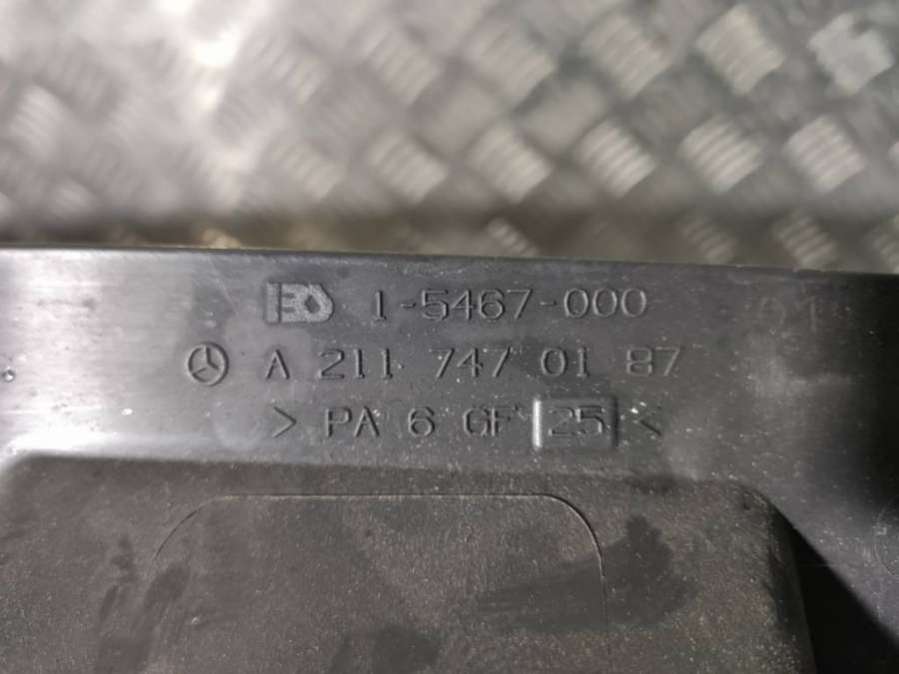 1-5467-000
A 211 747 01 87
> PA 6 GF 25 <